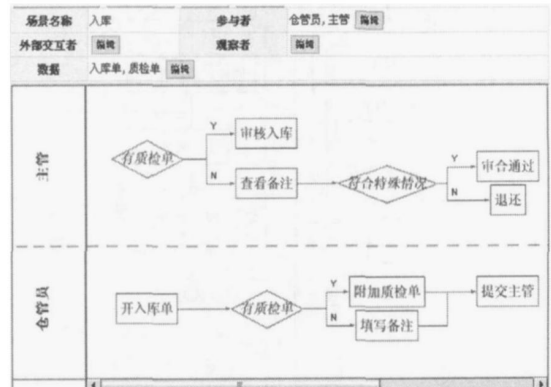 场景名称 入库 参与者 仓管员, 主管 编辑
外部交互者 编辑 观察者 编辑
数据 入库单, 质检单 编辑
主管
有质检单
Y
审核入库
N
查看备注
符合特殊情况
Y
审合通过
N
退还
仓管员
开入库单
有质检单
Y
附加质检单
N
填写备注
提交主管